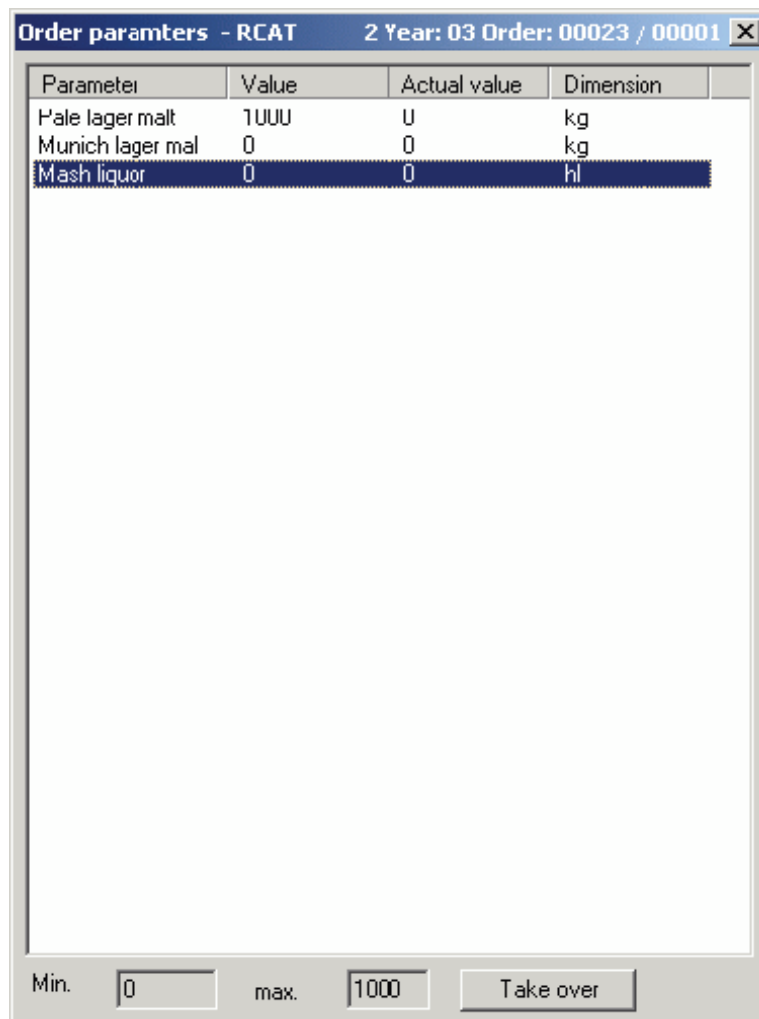 Order paramters - RCAT 2 Year: 03 Order: 00023 / 00001
Parameter Value Actual value Dimension
Pale lager malt 1000 0 kg
Munich lager mal 0 0 kg
Mash liquor 0 0 hl
Min. 0 max. 1000 Take over